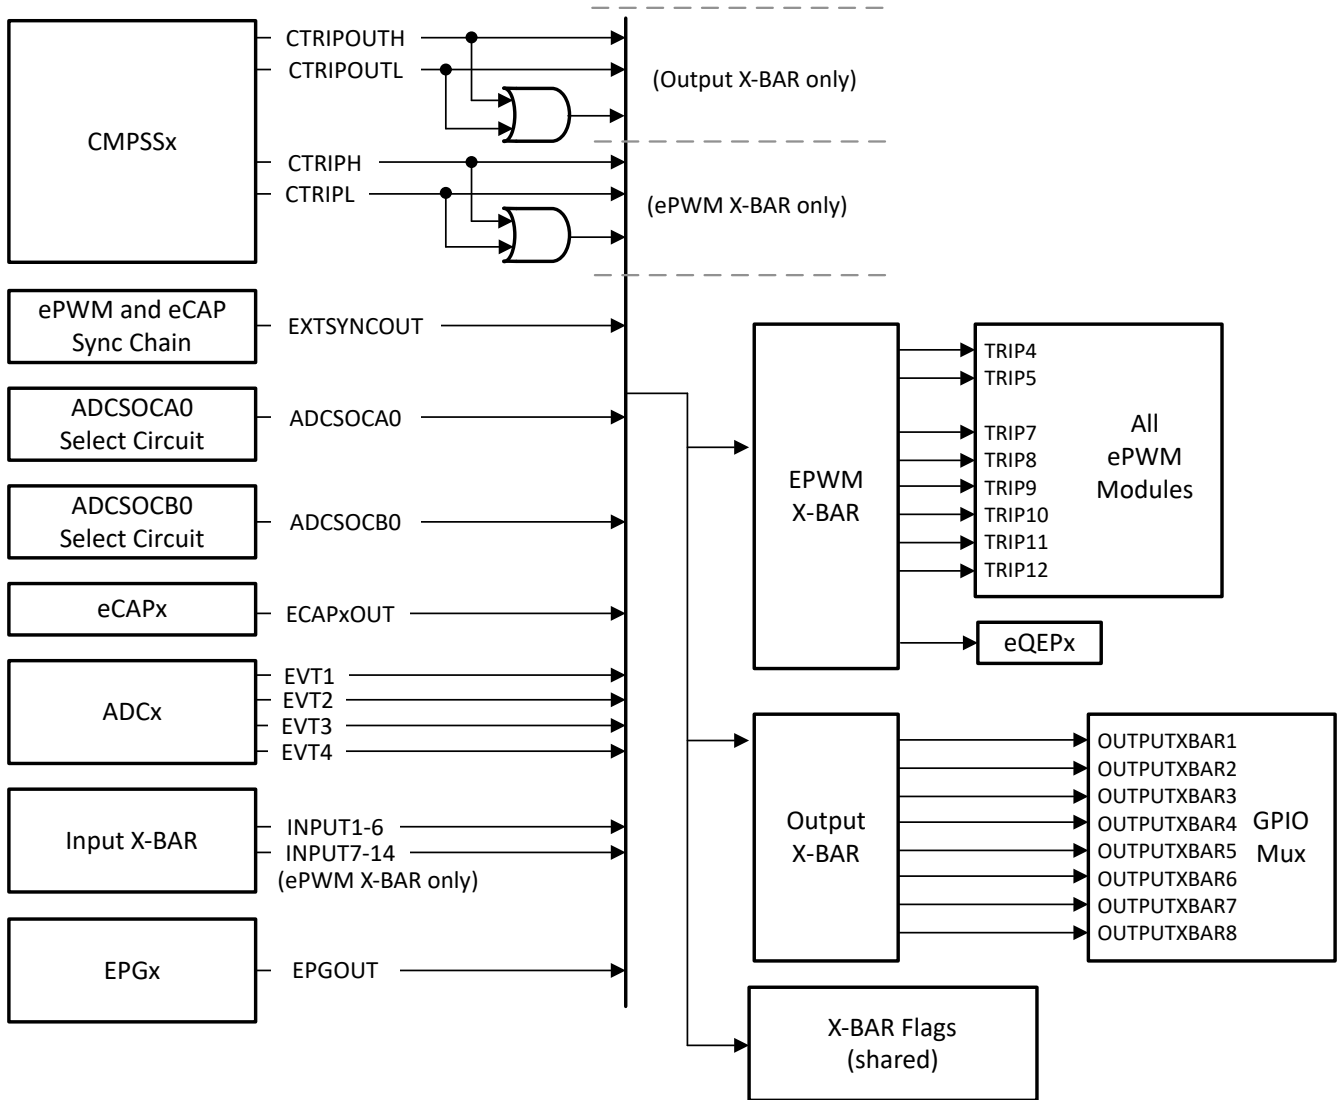 CTRIPOUTH
CTRIPOUTL
(Output X-BAR only)
CMPSSx
CTRIPH
CTRIPL
(ePWM X-BAR only)
ePWM and eCAP
Sync Chain
EXTSYNCOUT
ADCSOCA0
Select Circuit
ADCSOCA0
ADCSOCB0
Select Circuit
ADCSOCB0
eCAPx
ECAPxOUT
ADCx
EVT1
EVT2
EVT3
EVT4
Input X-BAR
INPUT1-6
INPUT7-14
(ePWM X-BAR only)
EPGx
EPGOUT
EPWM
X-BAR
TRIP4
TRIP5
TRIP7
TRIP8
TRIP9
TRIP10
TRIP11
TRIP12
All
ePWM
Modules
eQEPx
Output
X-BAR
OUTPUTXBAR1
OUTPUTXBAR2
OUTPUTXBAR3
OUTPUTXBAR4
OUTPUTXBAR5
OUTPUTXBAR6
OUTPUTXBAR7
OUTPUTXBAR8
GPIO
Mux
X-BAR Flags
(shared)